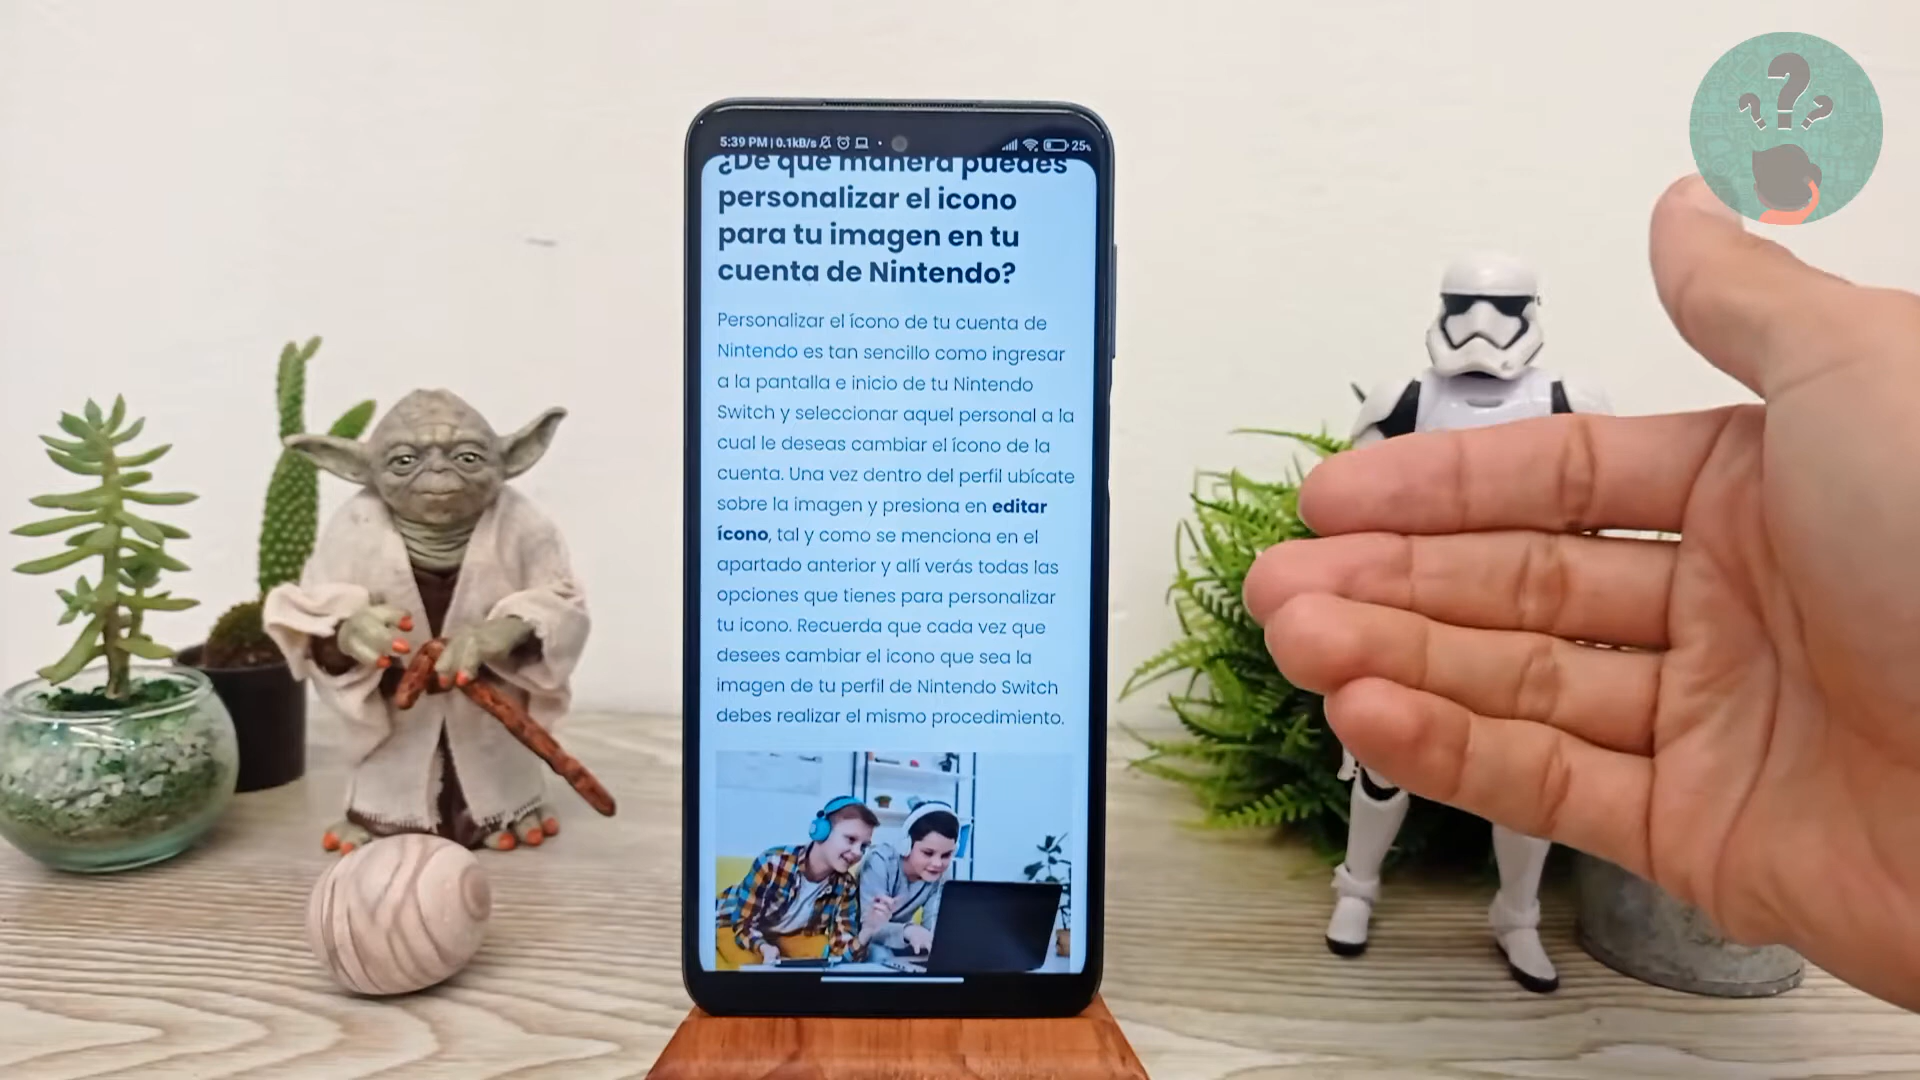 5:39 PM | 0.1kB/s
25%
¿De qué manera puedes
personalizar el icono
para tu imagen en tu
cuenta de Nintendo?
Personalizar el ícono de tu cuenta de
Nintendo es tan sencillo como ingresar
a la pantalla e inicio de tu Nintendo
Switch y seleccionar aquel personal a la
cual le deseas cambiar el ícono de la
cuenta. Una vez dentro del perfil ubícate
sobre la imagen y presiona en editar
ícono, tal y como se menciona en el
apartado anterior y allí verás todas las
opciones que tienes para personalizar
tu icono. Recuerda que cada vez que
desees cambiar el icono que sea la
imagen de tu perfil de Nintendo Switch
debes realizar el mismo procedimiento.